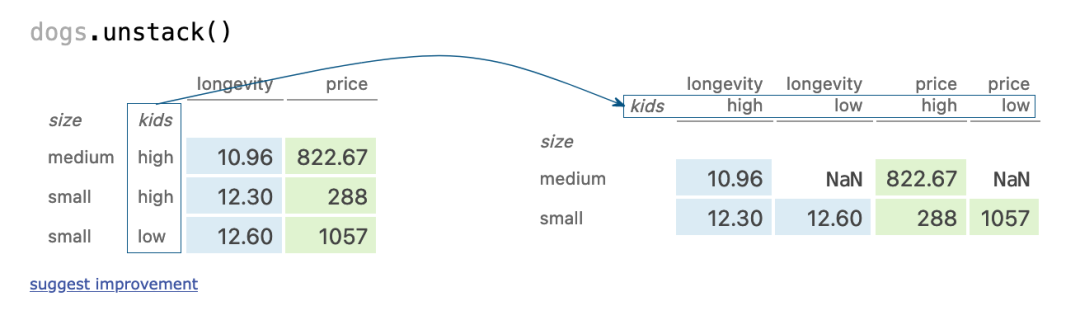 dogs.unstack()
longevity price
size kids
medium high 10.96 822.67
small high 12.30 288
small low 12.60 1057
longevity longevity price price
kids high low high low
size
medium 10.96 NaN 822.67 NaN
small 12.30 12.60 288 1057
suggest improvement